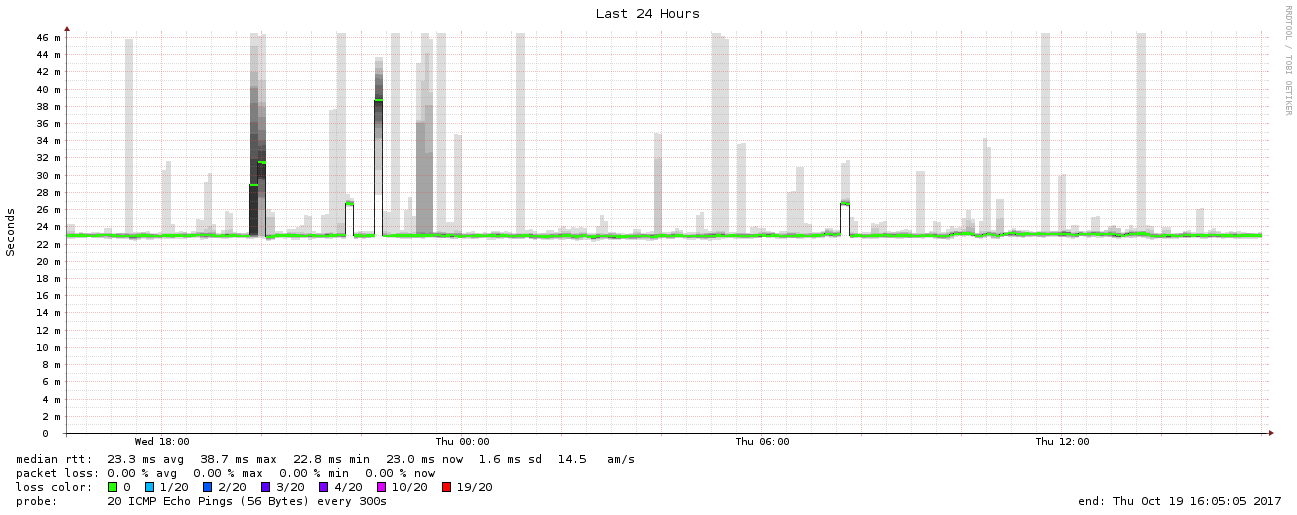 Last 24 Hours
RRDTOOL / TOBI OETIKER
Seconds
46 m
44 m
42 m
40 m
38 m
36 m
34 m
32 m
30 m
28 m
26 m
24 m
22 m
20 m
18 m
16 m
14 m
12 m
10 m
8 m
6 m
4 m
2 m
0
Wed 18:00 Thu 00:00 Thu 06:00 Thu 12:00
median rtt: 23.3 ms avg 38.7 ms max 22.8 ms min 23.0 ms now 1.6 ms sd 14.5 am/s
packet loss: 0.00 % avg 0.00 % max 0.00 % min 0.00 % now
loss color: 0 1/20 2/20 3/20 4/20 10/20 19/20
probe: 20 ICMP Echo Pings (56 Bytes) every 300s end: Thu Oct 19 16:05:05 2017